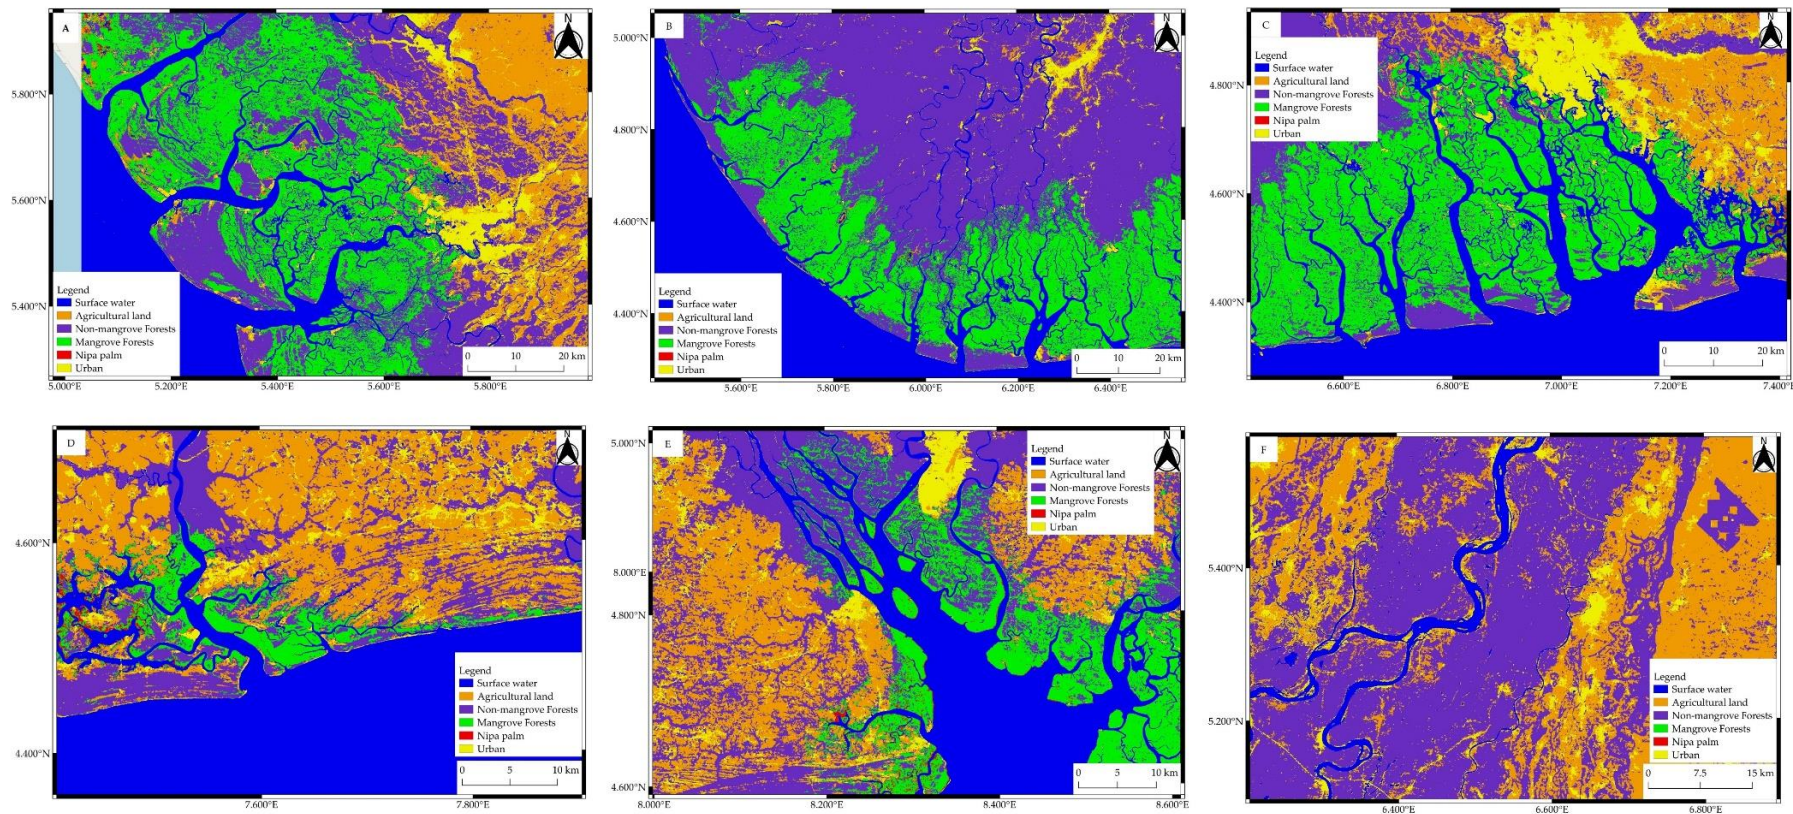 A
N
5.800°N
5.600°N
5.400°N
Legend
Surface water
Agricultural land
Non-mangrove Forests
Mangrove Forests
Nipa palm
Urban
0 10 20 km
5.000°E 5.200°E 5.400°E 5.600°E 5.800°E
B
N
5.000°N
4.800°N
4.600°N
4.400°N
Legend
Surface water
Agricultural land
Non-mangrove Forests
Mangrove Forests
Nipa palm
Urban
0 10 20 km
5.600°E 5.800°E 6.000°E 6.200°E 6.400°E
C
N
Legend
Surface water
Agricultural land
Non-mangrove Forests
Mangrove Forests
Nipa palm
Urban
4.800°N
4.600°N
4.400°N
0 10 20 km
6.600°E 6.800°E 7.000°E 7.200°E 7.400°E
D
N
4.600°N
4.400°N
Legend
Surface water
Agricultural land
Non-mangrove Forests
Mangrove Forests
Nipa palm
Urban
0 5 10 km
7.600°E 7.800°E
E
N
5.000°N
Legend
Surface water
Agricultural land
Non-mangrove Forests
Mangrove Forests
Nipa palm
Urban
8.000°E
4.800°N
4.600°N
0 5 10 km
8.000°E 8.200°E 8.400°E 8.600°E
F
N
5.400°N
5.200°N
Legend
Surface water
Agricultural land
Non-mangrove Forests
Mangrove Forests
Nipa palm
Urban
0 7.5 15 km
6.400°E 6.600°E 6.800°E